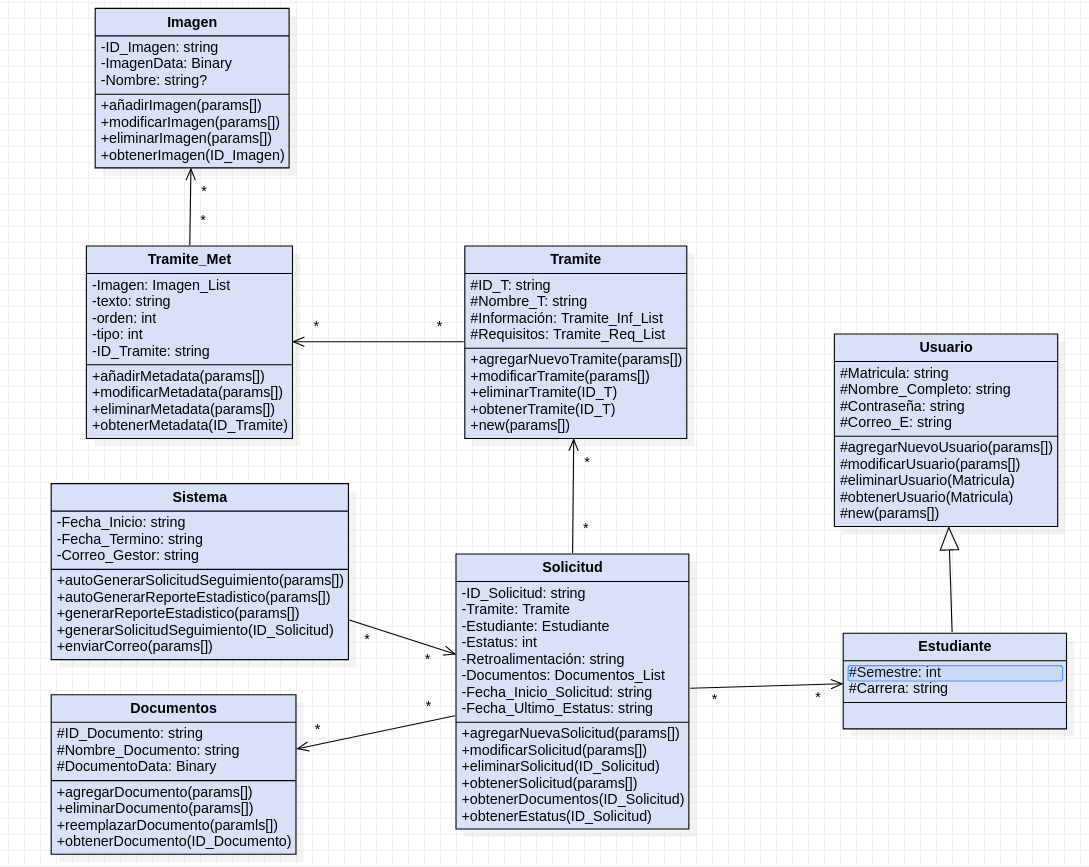 Imagen
-ID_Imagen: string
-ImagenData: Binary
-Nombre: string?
+añadirImagen(params[])
+modificarImagen(params[])
+eliminarImagen(params[])
+obtenerImagen(ID_Imagen)
*
*
Tramite_Met
-Imagen: Imagen_List
-texto: string
-orden: int
-tipo: int
-ID_Tramite: string
+añadirMetadata(params[])
+modificarMetadata(params[])
+eliminarMetadata(params[])
+obtenerMetadata(ID_Tramite)
*
*
Tramite
#ID_T: string
#Nombre_T: string
#Información: Tramite_Inf_List
#Requisitos: Tramite_Req_List
+agregarNuevoTramite(params[])
+modificarTramite(params[])
+eliminarTramite(ID_T)
+obtenerTramite(ID_T)
+new(params[])
*
*
Usuario
#Matricula: string
#Nombre_Completo: string
#Contraseña: string
#Correo_E: string
#agregarNuevoUsuario(params[])
#modificarUsuario(params[])
#eliminarUsuario(Matricula)
#obtenerUsuario(Matricula)
#new(params[])
Sistema
-Fecha_Inicio: string
-Fecha_Termino: string
-Correo_Gestor: string
+autoGenerarSolicitudSeguimiento(params[])
+autoGenerarReporteEstadistico(params[])
+generarReporteEstadistico(params[])
+generarSolicitudSeguimiento(ID_Solicitud)
+enviarCorreo(params[])
*
*
Solicitud
-ID_Solicitud: string
-Tramite: Tramite
-Estudiante: Estudiante
-Estatus: int
-Retroalimentación: string
-Documentos: Documentos_List
-Fecha_Inicio_Solicitud: string
-Fecha_Ultimo_Estatus: string
+agregarNuevaSolicitud(params[])
+modificarSolicitud(params[])
+eliminarSolicitud(ID_Solicitud)
+obtenerSolicitud(params[])
+obtenerDocumentos(ID_Solicitud)
+obtenerEstatus(ID_Solicitud)
*
*
Estudiante
#Semestre: int
#Carrera: string
*
*
Documentos
#ID_Documento: string
#Nombre_Documento: string
#DocumentoData: Binary
+agregarDocumento(params[])
+eliminarDocumento(params[])
+reemplazarDocumento(paramls[])
+obtenerDocumento(ID_Documento)